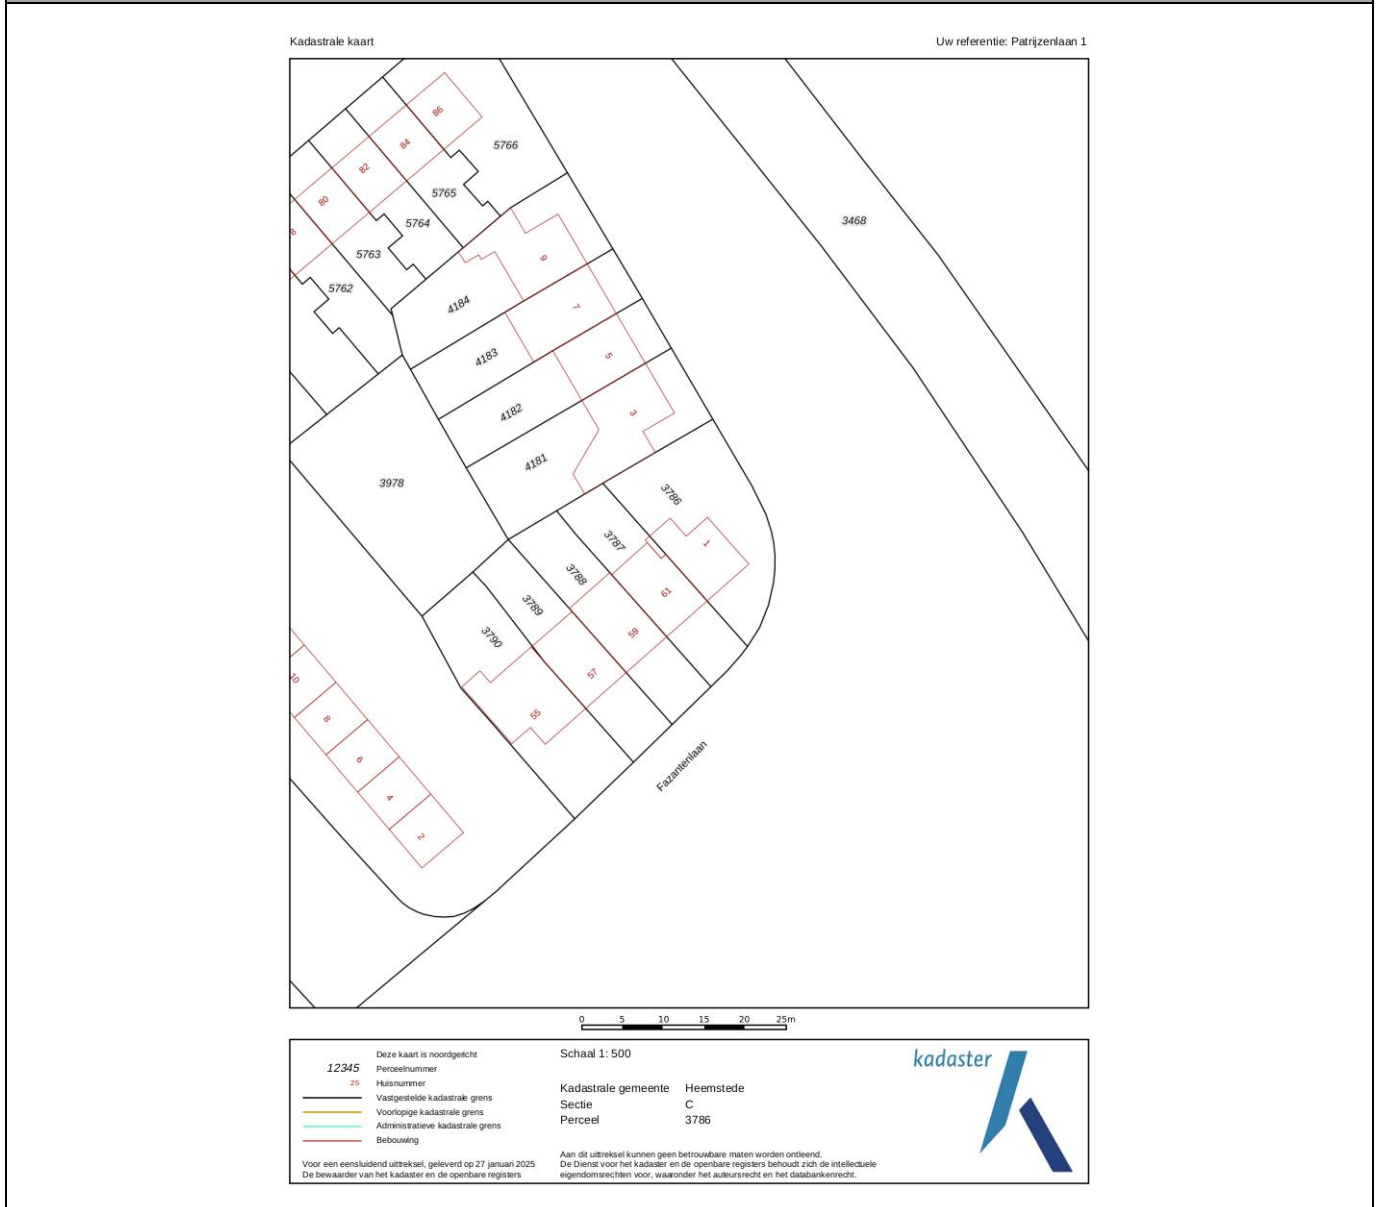 Kadastrale kaart
Uw referentie: Patrijzenlaan 1
86
84
5766
82
5765
80
3468
5764
8
5763
9
5762
4184
7
4183
5
4182
3
4181
3978
3786
3787
1
3788
61
3789
59
3790
57
10
55
8
6
Fazantenlaan
4
2
0 5 10 15 20 25m
Deze kaart is noordgericht
12345 Perceelnummer
25 Huisnummer
Vastgestelde kadastrale grens
Voorlopige kadastrale grens
Administratieve kadastrale grens
Bebouwing
Voor een eensluidend uittreksel, geleverd op 27 januari 2025
De bewaarder van het kadaster en de openbare registers
Schaal 1: 500
Kadastrale gemeente Heemstede
Sectie C
Perceel 3786
Aan dit uittreksel kunnen geen betrouwbare maten worden ontleend.
De Dienst voor het kadaster en de openbare registers behoudt zich de intellectuele
eigendomsrechten voor, waaronder het auteursrecht en het databankenrecht.
kadaster